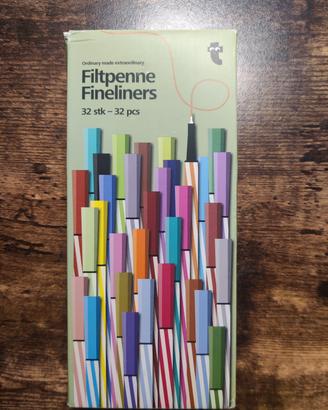 Ordinary made extraordinary
Filtpenne
Fineliners
32 stk – 32 pcs